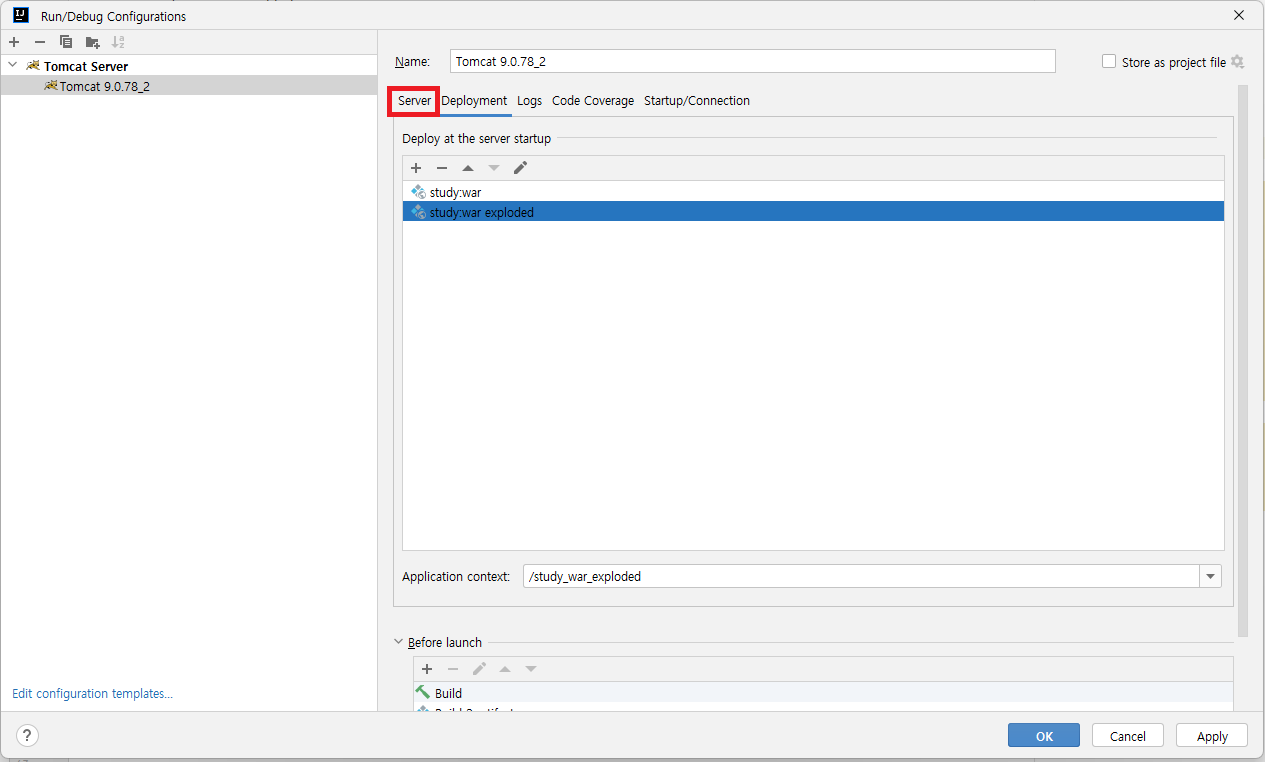 Run/Debug Configurations
Tomcat Server
Tomcat 9.0.78_2
Name: Tomcat 9.0.78_2 Store as project file
Server Deployment Logs Code Coverage Startup/Connection
Deploy at the server startup
study:war
study:war exploded
Application context: /study_war_exploded
Before launch
Build
Edit configuration templates...
? OK Cancel Apply